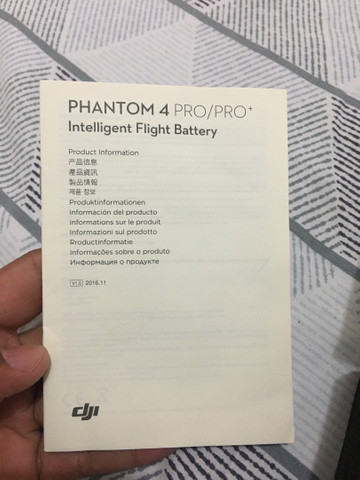 PHANTOM 4 PRO/PRO+
Intelligent Flight Battery
Product Information
产品信息
產品資訊
製品情報
제품 정보
Produktinformationen
Información del producto
Informations sur le produit
Informazioni sul prodotto
Rroductinformatie
Informações sobre o produto
Информация о продукте
V1.0 2016.11
dji